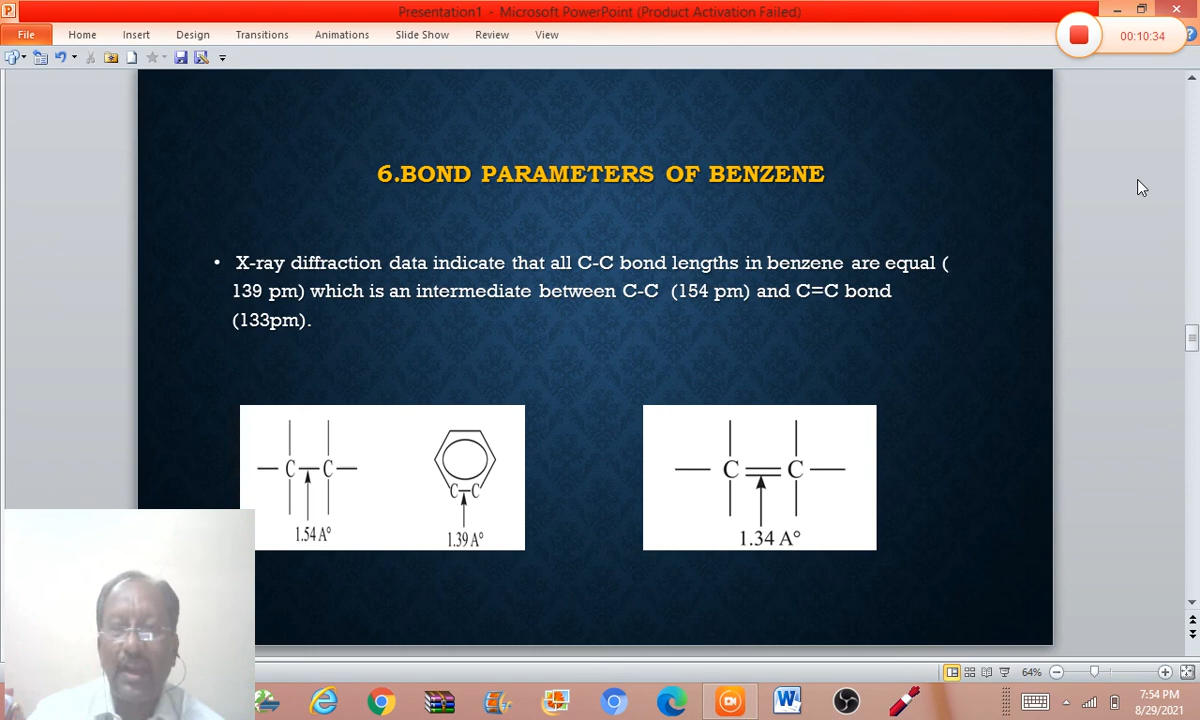 Presentation1 - Microsoft PowerPoint (Product Activation Failed)
File Home Insert Design Transitions Animations Slide Show Review View
00:10:34
6.BOND PARAMETERS OF BENZENE
• X-ray diffraction data indicate that all C-C bond lengths in benzene are equal (
139 pm) which is an intermediate between C-C (154 pm) and C=C bond
(133pm).
C C
C-C
1.54 A°
1.39 A°
C C
1.34 A°
64%
7:54 PM
8/29/2021